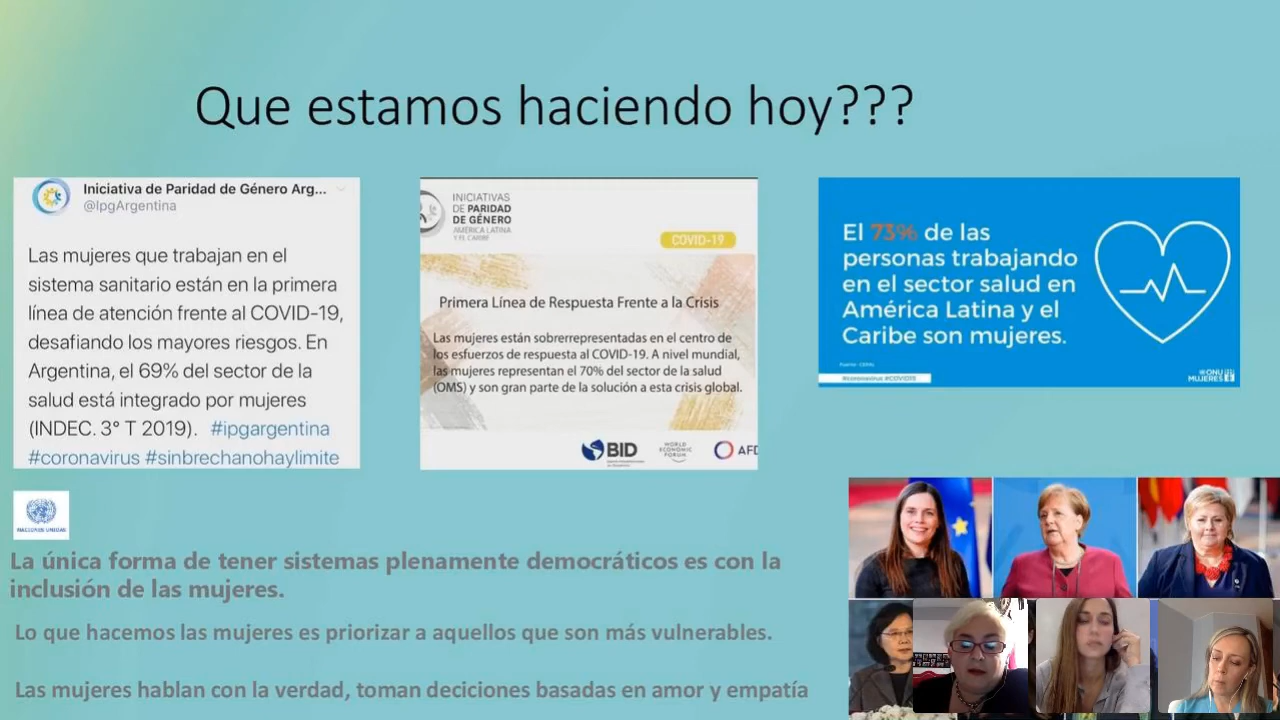 Que estamos haciendo hoy???
Iniciativa de Paridad de Género Arg...
@IpgArgentina
Las mujeres que trabajan en el
sistema sanitario están en la primera
línea de atención frente al COVID-19,
desafiando los mayores riesgos. En
Argentina, el 69% del sector de la
salud está integrado por mujeres
(INDEC. 3° T 2019). #ipgargentina
#coronavirus #sinbrechanohaylimite
INICIATIVAS
DE PARIDAD
DE GÉNERO
AMÉRICA LATINA
Y EL CARIBE
COVID-19
Primera Línea de Respuesta Frente a la Crisis
Las mujeres están sobrerrepresentadas en el centro de
los esfuerzos de respuesta al COVID-19. A nivel mundial,
las mujeres representan el 70% del sector de la salud
(OMS) y son gran parte de la solución a esta crisis global.
BID
WORLD
ECONOMIC
FORUM
AFD
El 73% de las
personas trabajando
en el sector salud en
América Latina y el
Caribe son mujeres.
Fuente: CEPAL
#coronavirus #COVID19
ONU
MUJERES
NACIONES UNIDAS
La única forma de tener sistemas plenamente democráticos es con la
inclusión de las mujeres.
Lo que hacemos las mujeres es priorizar a aquellos que son más vulnerables.
Las mujeres hablan con la verdad, toman decisiones basadas en amor y empatía